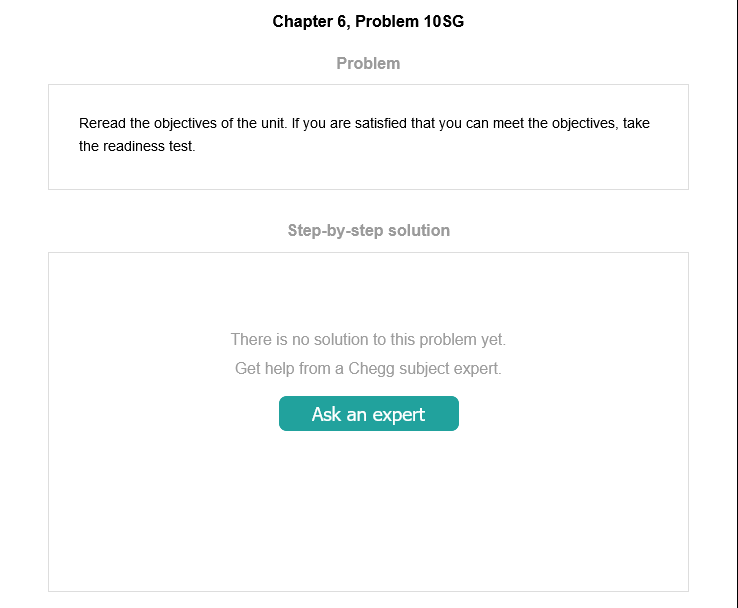 Chapter 6, Problem 10SG
Problem
Reread the objectives of the unit. If you are satisfied that you can meet the objectives, take
the readiness test.
Step-by-step solution
There is no solution to this problem yet.
Get help from a Chegg subject expert.
Ask an expert